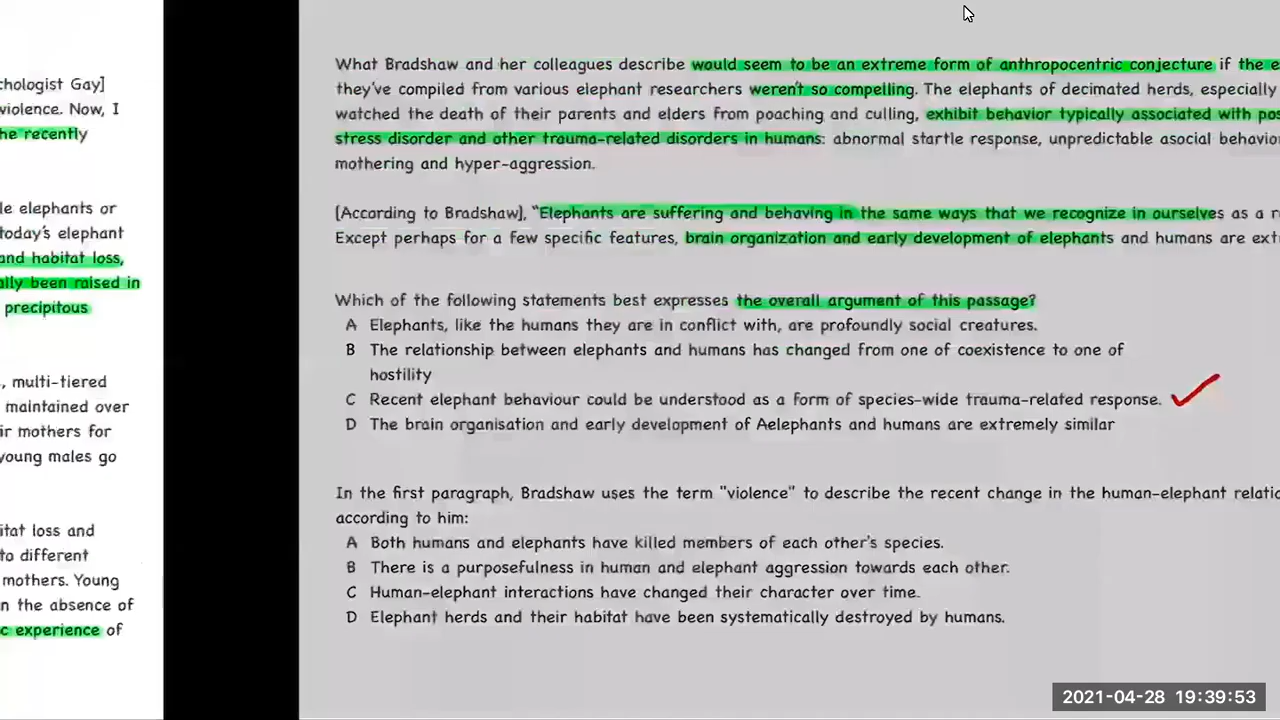 chologist Gay]
violence. Now, I
he recently
le elephants or
today's elephant
and habitat loss,
ally been raised in
precipitous
, multi-tiered
maintained over
ir mothers for
young males go
itat loss and
to different
mothers. Young
n the absence of
c experience of
What Bradshaw and her colleagues describe would seem to be an extreme form of anthropocentric conjecture if the e
they've compiled from various elephant researchers weren't so compelling. The elephants of decimated herds, especially
watched the death of their parents and elders from poaching and culling, exhibit behavior typically associated with pos
stress disorder and other trauma-related disorders in humans: abnormal startle response, unpredictable asocial behavio
mothering and hyper-aggression.
[According to Bradshaw], "Elephants are suffering and behaving in the same ways that we recognize in ourselves as a r
Except perhaps for a few specific features, brain organization and early development of elephants and humans are ext
Which of the following statements best expresses the overall argument of this passage?
A Elephants, like the humans they are in conflict with, are profoundly social creatures.
B The relationship between elephants and humans has changed from one of coexistence to one of
hostility
C Recent elephant behaviour could be understood as a form of species-wide trauma-related response.
D The brain organisation and early development of Aelephants and humans are extremely similar
In the first paragraph, Bradshaw uses the term "violence" to describe the recent change in the human-elephant relatio
according to him:
A Both humans and elephants have killed members of each other's species.
B There is a purposefulness in human and elephant aggression towards each other.
C Human-elephant interactions have changed their character over time.
D Elephant herds and their habitat have been systematically destroyed by humans.
2021-04-28 19:39:53